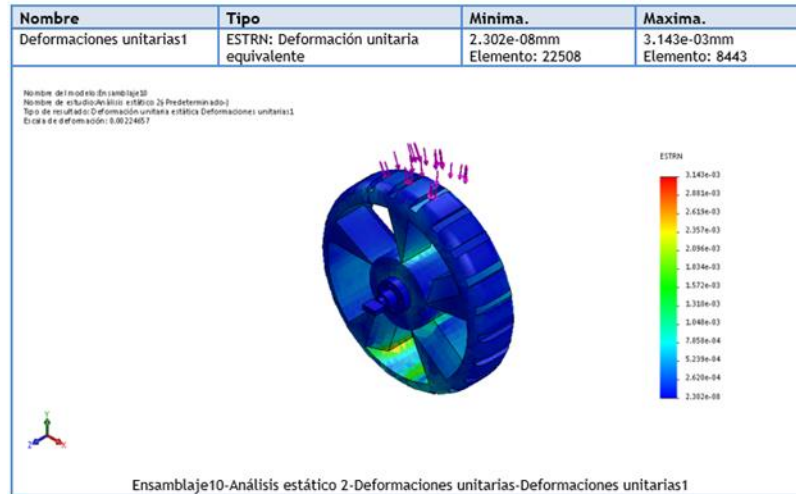 Nombre Tipo Minima. Maxima.
Deformaciones unitarias1 ESTRN: Deformación unitaria 2.302e-08mm 3.143e-03mm
equivalente Elemento: 22508 Elemento: 8443
Nombre del modelo:Ensamblaje10
Nombre de estudio:Análisis estático 2(-Predeterminado-)
Tipo de resultado: Deformación unitaria estática Deformaciones unitarias1
Escala de deformación: 0.00224657
ESTRN
3.143e-03
2.881e-03
2.619e-03
2.357e-03
2.096e-03
1.834e-03
1.572e-03
1.310e-03
1.048e-03
7.858e-04
5.239e-04
2.620e-04
2.302e-08
Y
Z X
Ensamblaje10-Análisis estático 2-Deformaciones unitarias-Deformaciones unitarias1